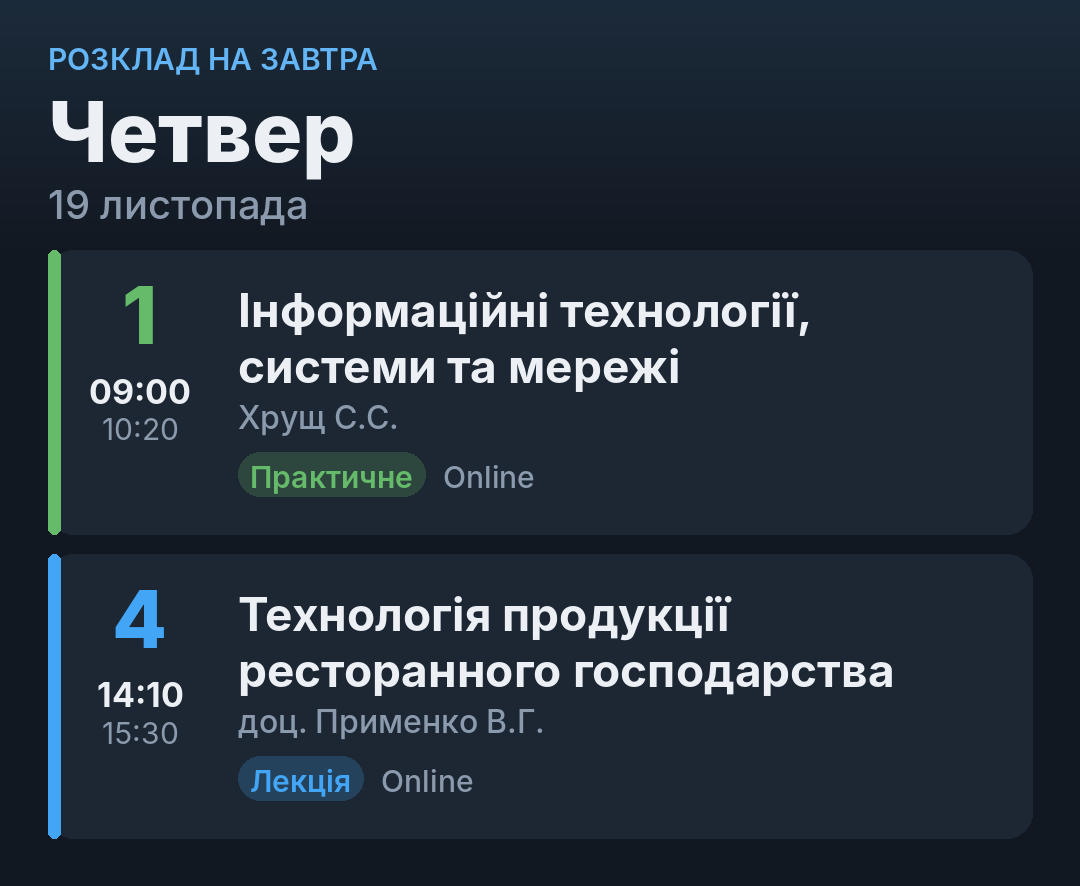 РОЗКЛАД НА ЗАВТРА
Четвер
19 листопада
1
09:00
10:20
Інформаційні технології,
системи та мережі
Хрущ С.С.
Практичне Online
4
14:10
15:30
Технологія продукції
ресторанного господарства
доц. Применко В.Г.
Лекція Online